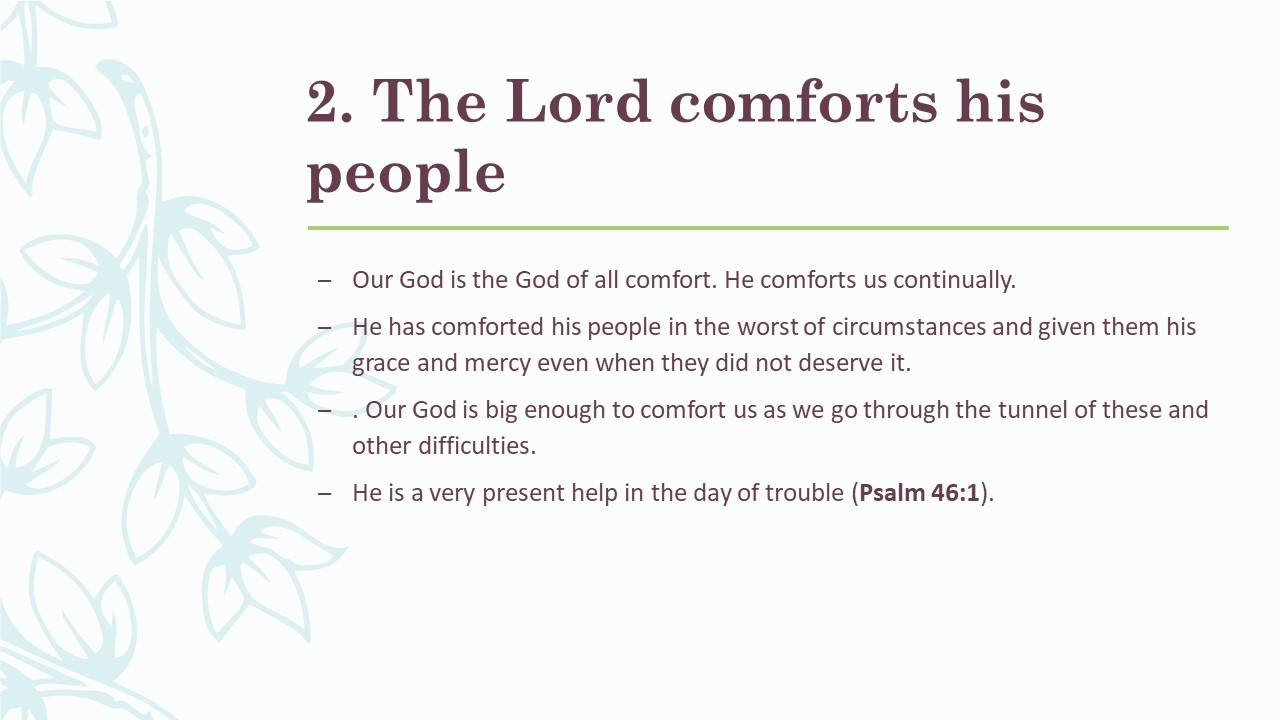 2. The Lord comforts his
people
– Our God is the God of all comfort. He comforts us continually.
– He has comforted his people in the worst of circumstances and given them his
grace and mercy even when they did not deserve it.
– . Our God is big enough to comfort us as we go through the tunnel of these and
other difficulties.
– He is a very present help in the day of trouble (Psalm 46:1).